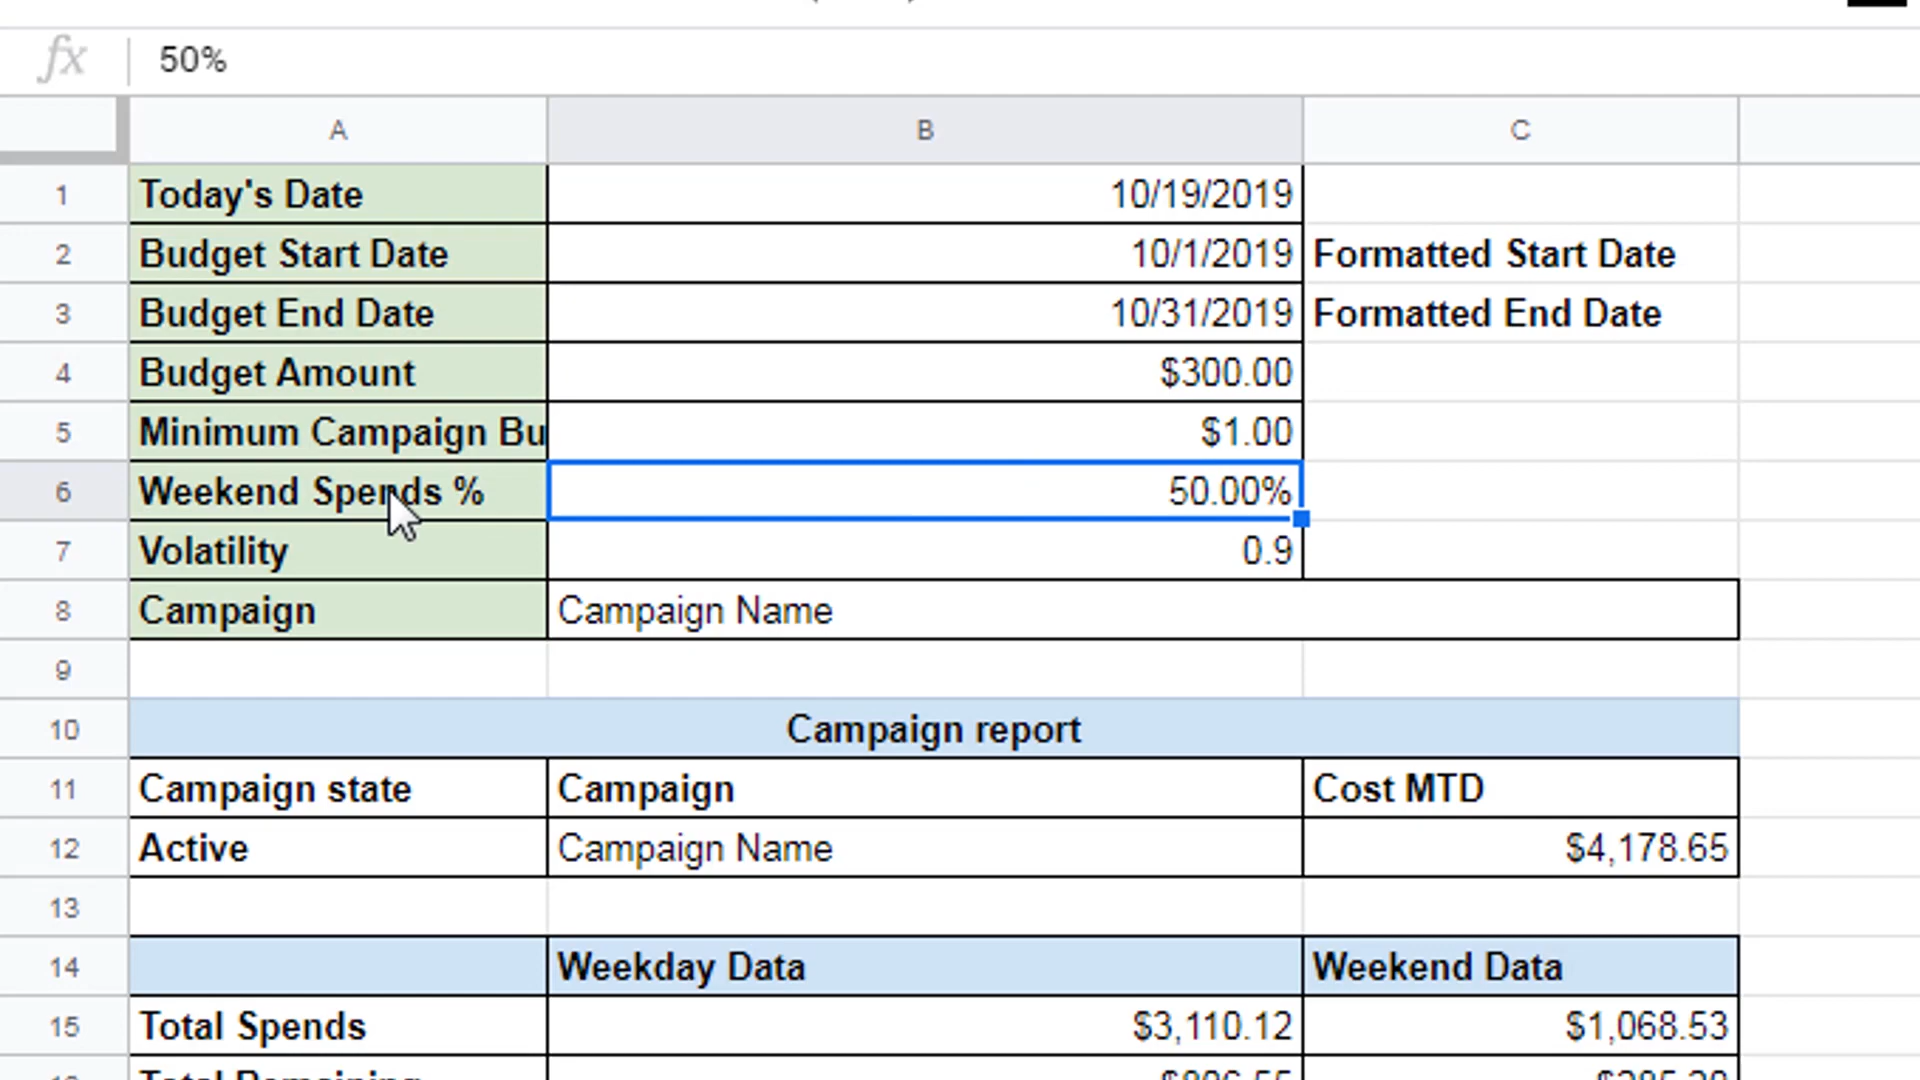 fx 50%
A B C
1 Today's Date 10/19/2019
2 Budget Start Date 10/1/2019 Formatted Start Date
3 Budget End Date 10/31/2019 Formatted End Date
4 Budget Amount $300.00
5 Minimum Campaign Bu $1.00
6 Weekend Spends % 50.00%
7 Volatility 0.9
8 Campaign Campaign Name
9
10 Campaign report
11 Campaign state Campaign Cost MTD
12 Active Campaign Name $4,178.65
13
14 Weekday Data Weekend Data
15 Total Spends $3,110.12 $1,068.53
Total Remaining